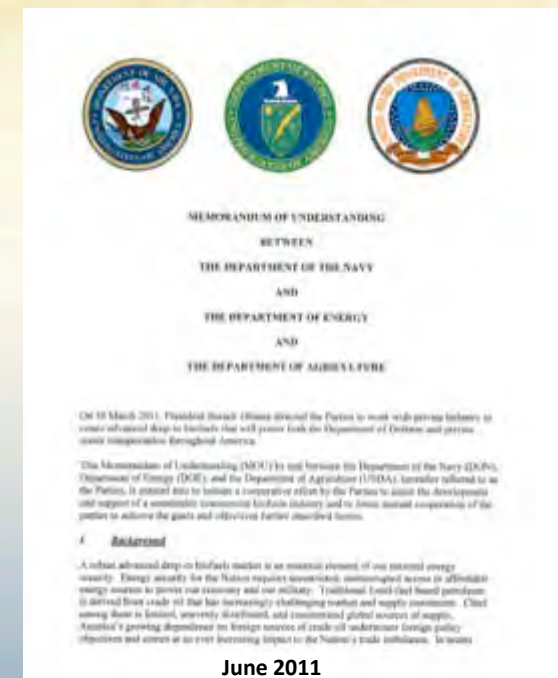 MEMORANDUM OF UNDERSTANDING
BETWEEN
THE DEPARTMENT OF THE NAVY
AND
THE DEPARTMENT OF ENERGY
AND
THE DEPARTMENT OF AGRICULTURE
On 30 March 2011, President Barack Obama directed the Parties to work with private industry to
create advanced drop-in biofuels that will power both the Department of Defense and private
sector transportation throughout America.
This Memorandum of Understanding (MOU) by and between the Department of the Navy (DON),
Department of Energy (DOE), and the Department of Agriculture (USDA), hereafter referred to as
the Parties, is entered into to initiate a cooperative effort by the Parties to assist the development
and support of a sustainable commercial biofuels industry and to foster mutual cooperation of the
parties to achieve the goals and objectives further described herein.
Background
A robust advanced drop-in biofuels market is an essential element of our national energy
security. Energy security for the Nation requires unrestricted, uninterrupted access to affordable
energy sources to power our economy and our military. Traditional fossil-fuel based petroleum
is derived from crude oil that has increasingly challenging market and supply constraints. Chief
among these is limited, unevenly distributed, and concentrated global sources of supply.
America's growing dependence on foreign sources of crude oil undermines foreign policy
objectives and comes at an ever increasing impact to the Nation's trade imbalance. In
June 2011